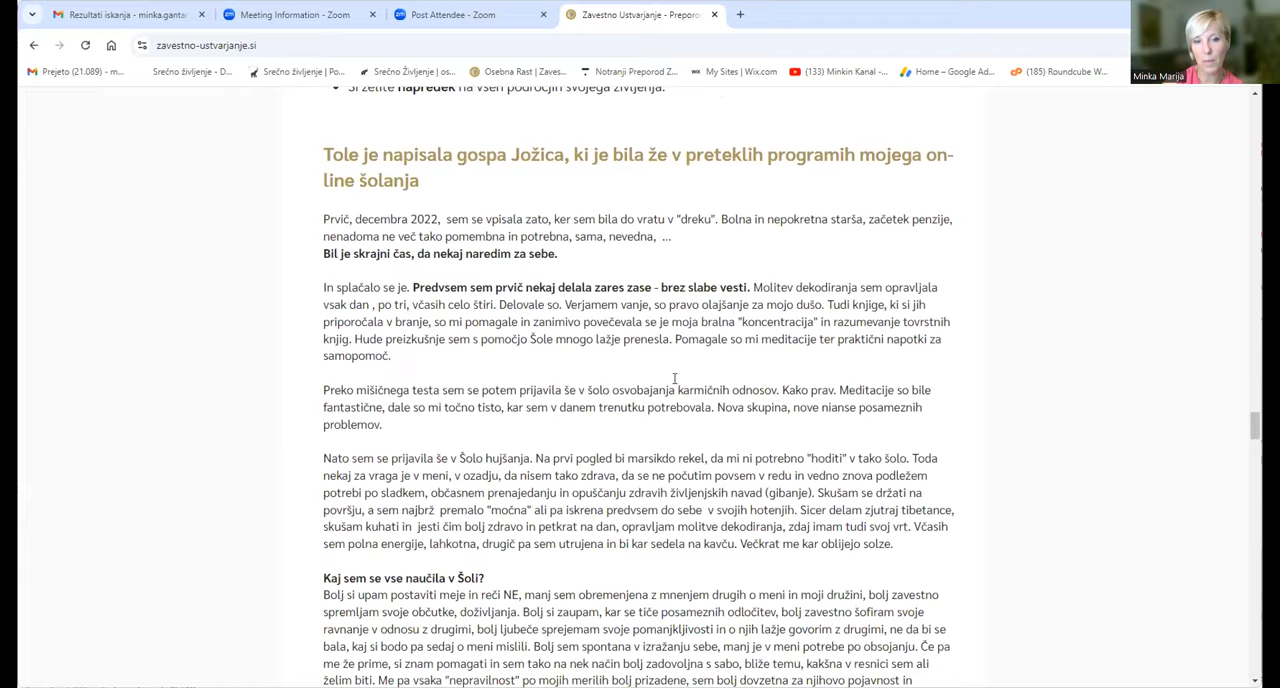 Rezultati iskanja - minka.ganta
Meeting Information - Zoom
Post Attendee - Zoom
Zavestno Ustvarjanje - Prepor
zavestno-ustvarjanje.si
Prejeto (21.089) - m...
Srečno življenje - D...
Srečno življenje | Po...
Srečno Življenje | os...
Osebna Rast | Zaves...
Notranji Preporod Z...
My Sites | Wix.com
(133) Minkin Kanal -...
Home – Google Ad...
(185) Roundcube W...
Minka Marija
Si želite napredek na vseh področjih svojega življenja.
Tole je napisala gospa Jožica, ki je bila že v preteklih programih mojega on-
line šolanja
Prvič, decembra 2022, sem se vpisala zato, ker sem bila do vratu v "dreku". Bolna in nepokretna starša, začetek penzije,
nenadoma ne več tako pomembna in potrebna, sama, nevedna, ...
Bil je skrajni čas, da nekaj naredim za sebe.
In splačalo se je. Predvsem sem prvič nekaj delala zares zase - brez slabe vesti. Molitev dekodiranja sem opravljala
vsak dan , po tri, včasih celo štiri. Delovale so. Verjamem vanje, so pravo olajšanje za mojo dušo. Tudi knjige, ki si jih
priporočala v branje, so mi pomagale in zanimivo povečevala se je moja bralna "koncentracija" in razumevanje tovrstnih
knjig. Hude preizkušnje sem s pomočjo Šole mnogo lažje prenesla. Pomagale so mi meditacije ter praktični napotki za
samopomoč.
Preko mišičnega testa sem se potem prijavila še v šolo osvobajanja karmičnih odnosov. Kako prav. Meditacije so bile
fantastične, dale so mi točno tisto, kar sem v danem trenutku potrebovala. Nova skupina, nove nianse posameznih
problemov.
Nato sem se prijavila še v Šolo hujšanja. Na prvi pogled bi marsikdo rekel, da mi ni potrebno "hoditi" v tako šolo. Toda
nekaj za vraga je v meni, v ozadju, da nisem tako zdrava, da se ne počutim povsem v redu in vedno znova podležem
potrebi po sladkem, občasnem prenajedanju in opuščanju zdravih življenjskih navad (gibanje). Skušam se držati na
površju, a sem najbrž premalo "močna" ali pa iskrena predvsem do sebe v svojih hotenjih. Sicer delam zjutraj tibetance,
skušam kuhati in jesti čim bolj zdravo in petkrat na dan, opravljam molitve dekodiranja, zdaj imam tudi svoj vrt. Včasih
sem polna energije, lahkotna, drugič pa sem utrujena in bi kar sedela na kavču. Večkrat me kar oblijejo solze.
Kaj sem se vse naučila v Šoli?
Bolj si upam postaviti meje in reči NE, manj sem obremenjena z mnenjem drugih o meni in moji družini, bolj zavestno
spremljam svoje občutke, doživljanja. Bolj si zaupam, kar se tiče posameznih odločitev, bolj zavestno šofiram svoje
ravnanje v odnosu z drugimi, bolj ljubeče sprejemam svoje pomanjkljivosti in o njih lažje govorim z drugimi, ne da bi se
bala, kaj si bodo pa sedaj o meni mislili. Bolj sem spontana v izražanju sebe, manj je v meni potrebe po obsojanju. Če pa
me že prime, si znam pomagati in sem tako na nek način bolj zadovoljna s sabo, bliže temu, kakšna v resnici sem ali
želim biti. Me pa vsaka "nepravilnost" po mojih merilih bolj prizadene, sem bolj dovzetna za njihovo pojavnost in